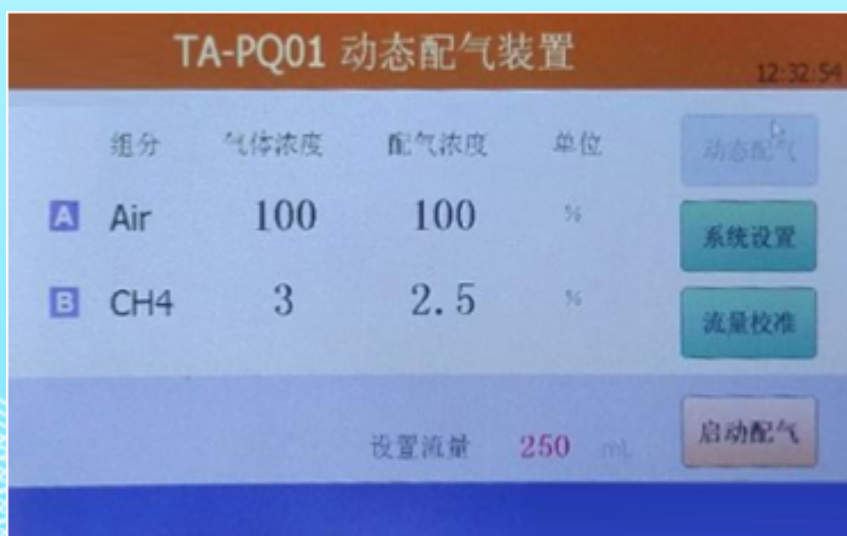 TA-PQ01 动态配气装置
12:32:54
组分 气体浓度 配气浓度 单位 动态配气
A Air 100 100 % 系统设置
B CH4 3 2.5 % 流量校准
设置流量 250 mL 启动配气